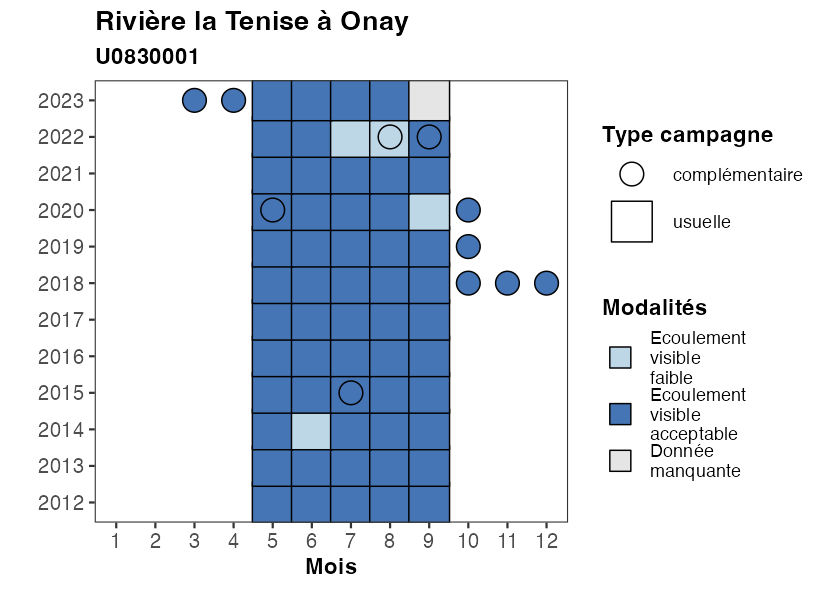 Rivière la Tenise à Onay
U0830001
2023
2022
2021
2020
2019
2018
2017
2016
2015
2014
2013
2012
1 2 3 4 5 6 7 8 9 10 11 12
Mois
Type campagne
complémentaire
usuelle
Modalités
Ecoulement
visible
faible
Ecoulement
visible
acceptable
Donnée
manquante